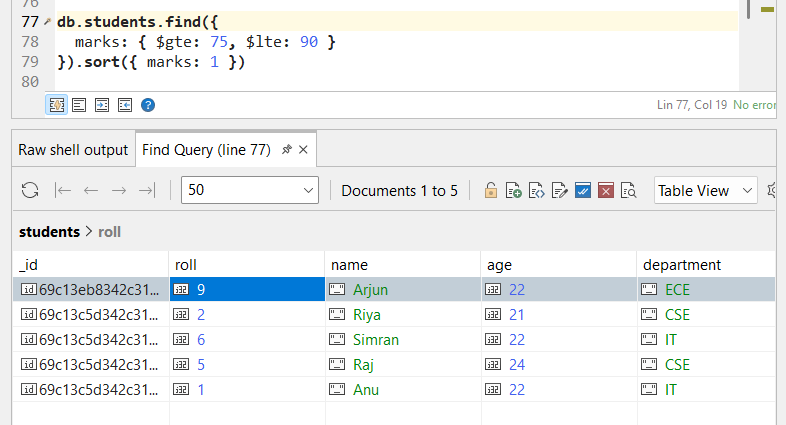 76
77 db.students.find({
78 marks: { $gte: 75, $lte: 90 }
79 }).sort({ marks: 1 })
80
Lin 77, Col 19 No error
Raw shell output Find Query (line 77)
50 Documents 1 to 5 Table View
students > roll
_id roll name age department
69c13eb8342c31... 9 Arjun 22 ECE
69c13c5d342c31... 2 Riya 21 CSE
69c13c5d342c31... 6 Simran 22 IT
69c13c5d342c31... 5 Raj 24 CSE
69c13c5d342c31... 1 Anu 22 IT